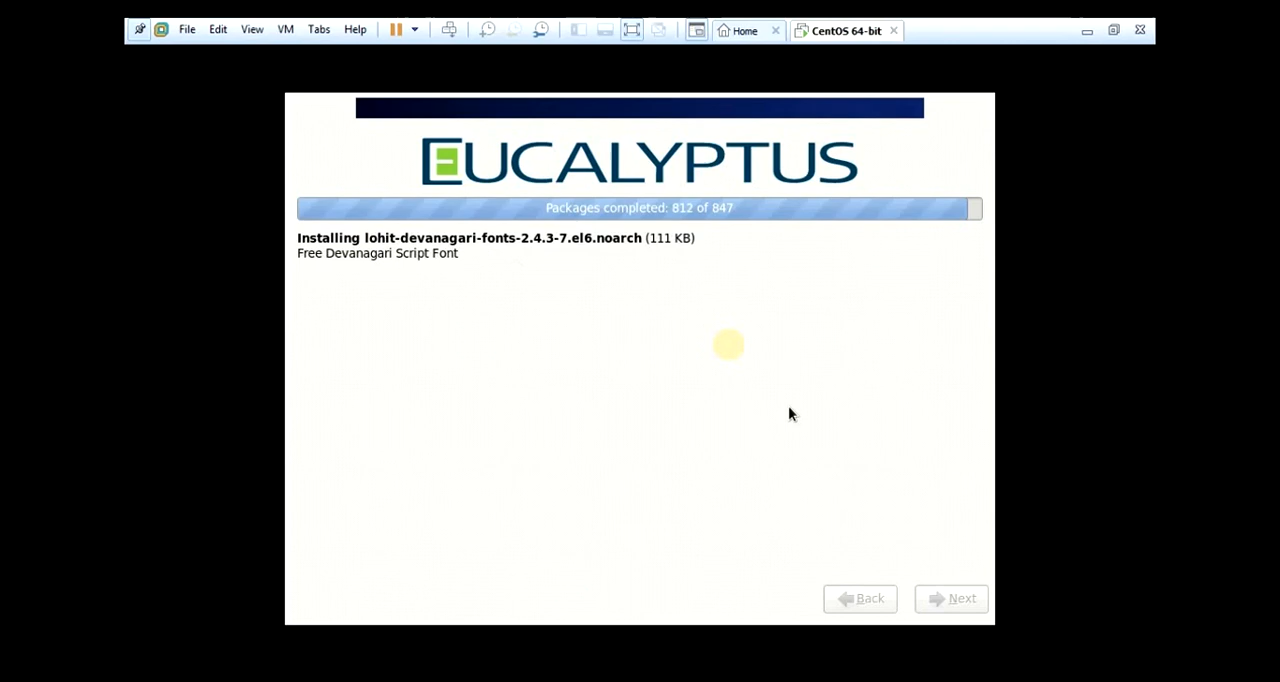 File Edit View VM Tabs Help Home CentOS 64-bit
EUCALYPTUS
Packages completed: 812 of 847
Installing lohit-devanagari-fonts-2.4.3-7.el6.noarch (111 KB)
Free Devanagari Script Font
Back Next